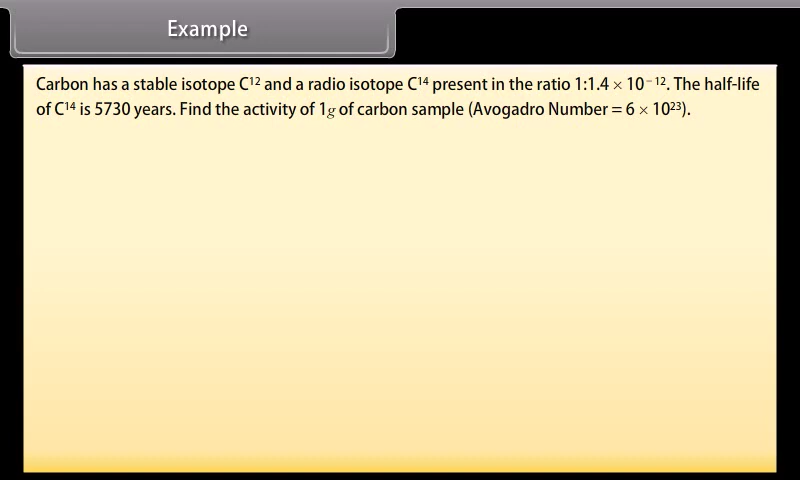 Example
Carbon has a stable isotope C¹² and a radio isotope C¹⁴ present in the ratio 1:1.4 × 10⁻¹². The half-life
of C¹⁴ is 5730 years. Find the activity of 1g of carbon sample (Avogadro Number = 6 × 10²³).